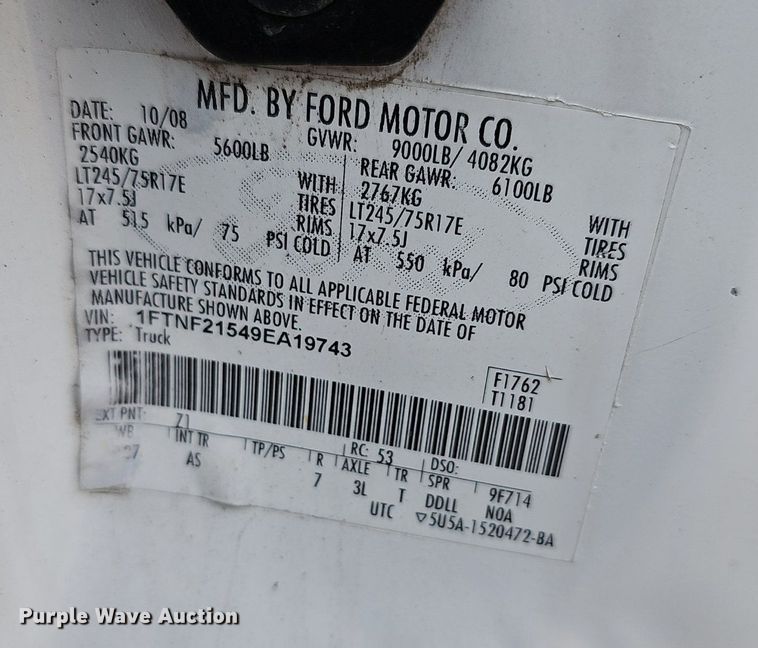 MFD. BY FORD MOTOR CO.
DATE: 10/08 GVWR: 9000LB/ 4082KG
FRONT GAWR: 5600LB REAR GAWR: 6100LB
2540KG 2767KG
LT245/75R17E WITH TIRES LT245/75R17E WITH TIRES
17x7.5J RIMS 17x7.5J RIMS
AT 515 kPa/ 75 PSI COLD AT 550 kPa/ 80 PSI COLD
THIS VEHICLE CONFORMS TO ALL APPLICABLE FEDERAL MOTOR
VEHICLE SAFETY STANDARDS IN EFFECT ON THE DATE OF
MANUFACTURE SHOWN ABOVE.
VIN: 1FTNF21549EA19743
TYPE: Truck
F1762
T1181
EXT PNT: Z1 RC: 53 DSO:
WB INT TR TP/PS R AXLE TR SPR 9F714
37 AS 7 3L T DDLL NOA
UTC ▽5U5A-1520472-BA
Purple Wave Auction